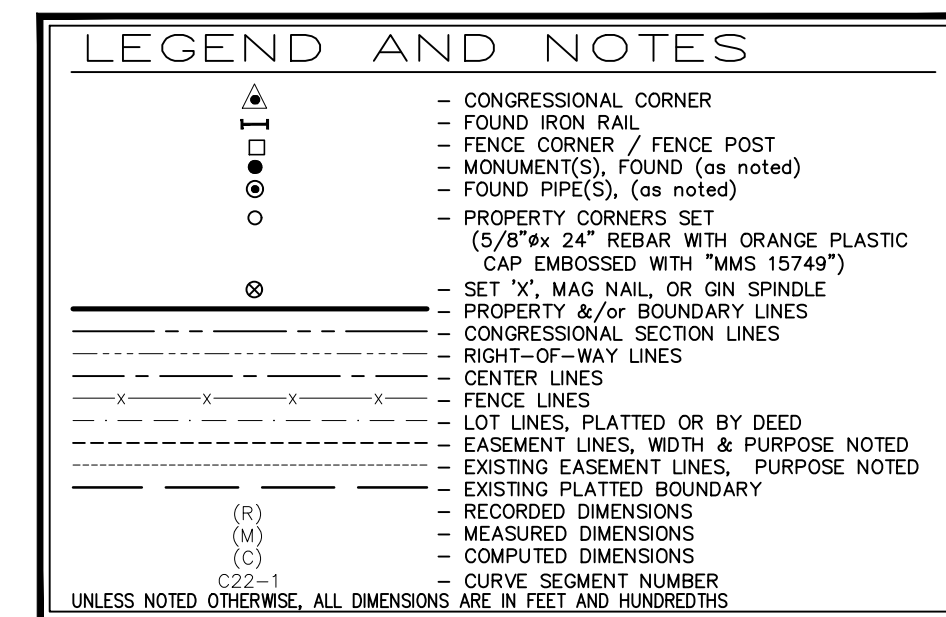 LEGEND AND NOTES
– CONGRESSIONAL CORNER
– FOUND IRON RAIL
– FENCE CORNER / FENCE POST
– MONUMENT(S), FOUND (as noted)
– FOUND PIPE(S), (as noted)
– PROPERTY CORNERS SET
(5/8"øx 24" REBAR WITH ORANGE PLASTIC
CAP EMBOSSED WITH "MMS 15749")
– SET 'X', MAG NAIL, OR GIN SPINDLE
– PROPERTY &/or BOUNDARY LINES
– CONGRESSIONAL SECTION LINES
– RIGHT–OF–WAY LINES
– CENTER LINES
x x x x – FENCE LINES
– LOT LINES, PLATTED OR BY DEED
– EASEMENT LINES, WIDTH & PURPOSE NOTED
– EXISTING EASEMENT LINES, PURPOSE NOTED
– EXISTING PLATTED BOUNDARY
(R) – RECORDED DIMENSIONS
(M) – MEASURED DIMENSIONS
(C) – COMPUTED DIMENSIONS
C22–1 – CURVE SEGMENT NUMBER
UNLESS NOTED OTHERWISE, ALL DIMENSIONS ARE IN FEET AND HUNDREDTHS